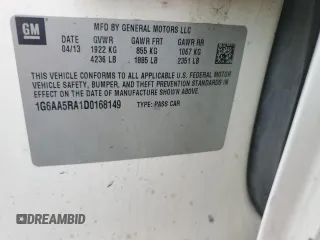 GM
MFD BY GENERAL MOTORS LLC
DATE GVWR GAWR FRT GAWR RR
04/13 1922 KG 855 KG 1067 KG
4236 LB 1885 LB 2351 LB
THIS VEHICLE CONFORMS TO ALL APPLICABLE U.S. FEDERAL MOTOR
VEHICLE SAFETY, BUMPER, AND THEFT PREVENTION STANDARDS IN
EFFECT ON THE DATE OF MANUFACTURE SHOWN ABOVE.
1G6AA5RA1D0168149 TYPE: PASS CAR
DREAMBID